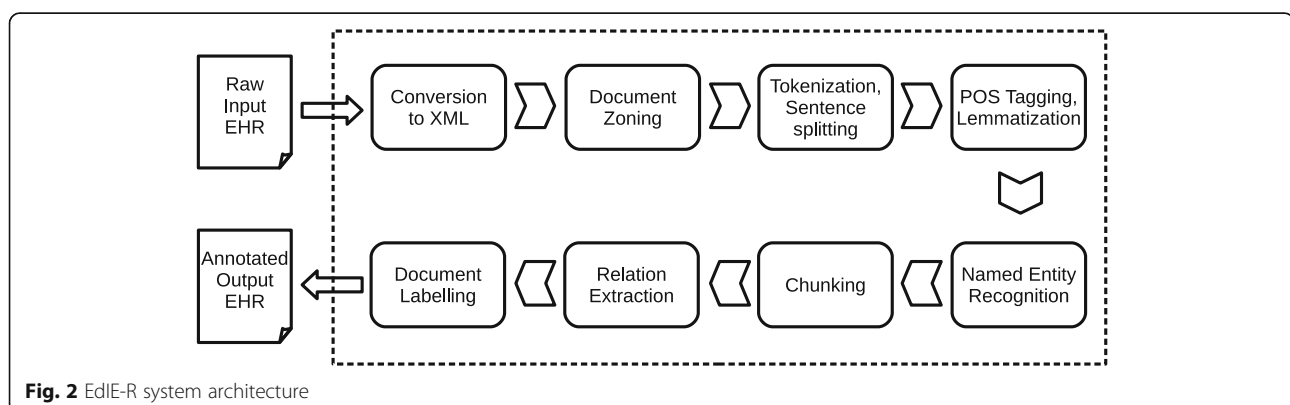 Raw
Input
EHR
Conversion
to XML
Document
Zoning
Tokenization,
Sentence
splitting
POS Tagging,
Lemmatization
Annotated
Output
EHR
Document
Labelling
Relation
Extraction
Chunking
Named Entity
Recognition
Fig. 2 EdIE-R system architecture